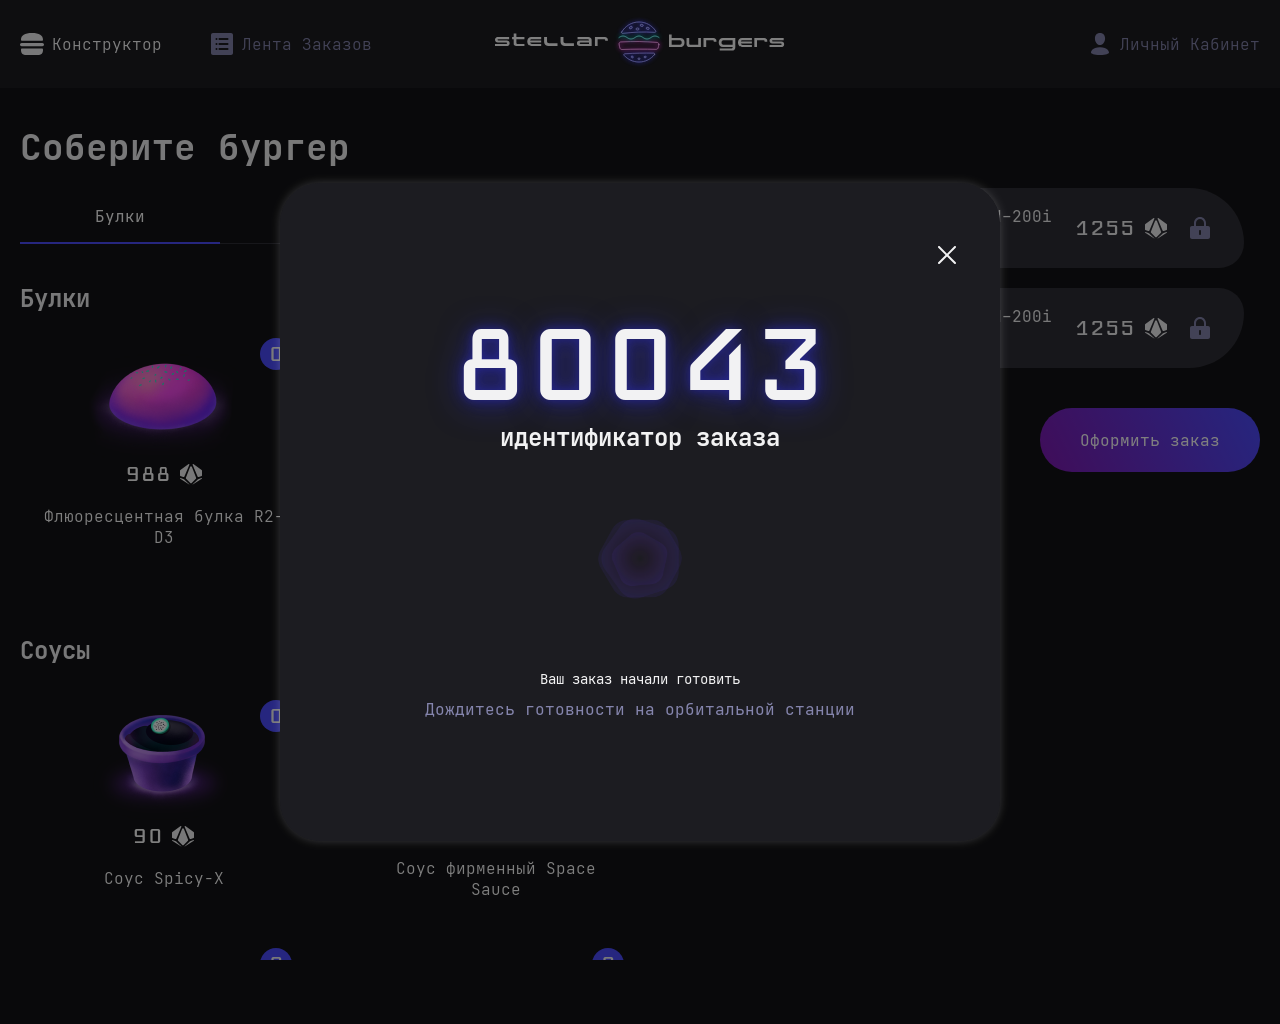 Конструктор
Лента Заказов
stellar burgers
Личный Кабинет
Соберите бургер
Булки
-200i
1255
Булки
-200i
1255
80043
идентификатор заказа
Оформить заказ
988
Флюоресцентная булка R2-
D3
Соусы
Ваш заказ начали готовить
Дождитесь готовности на орбитальной станции
90
Соус Spicy-X
Соус фирменный Space
Sauce